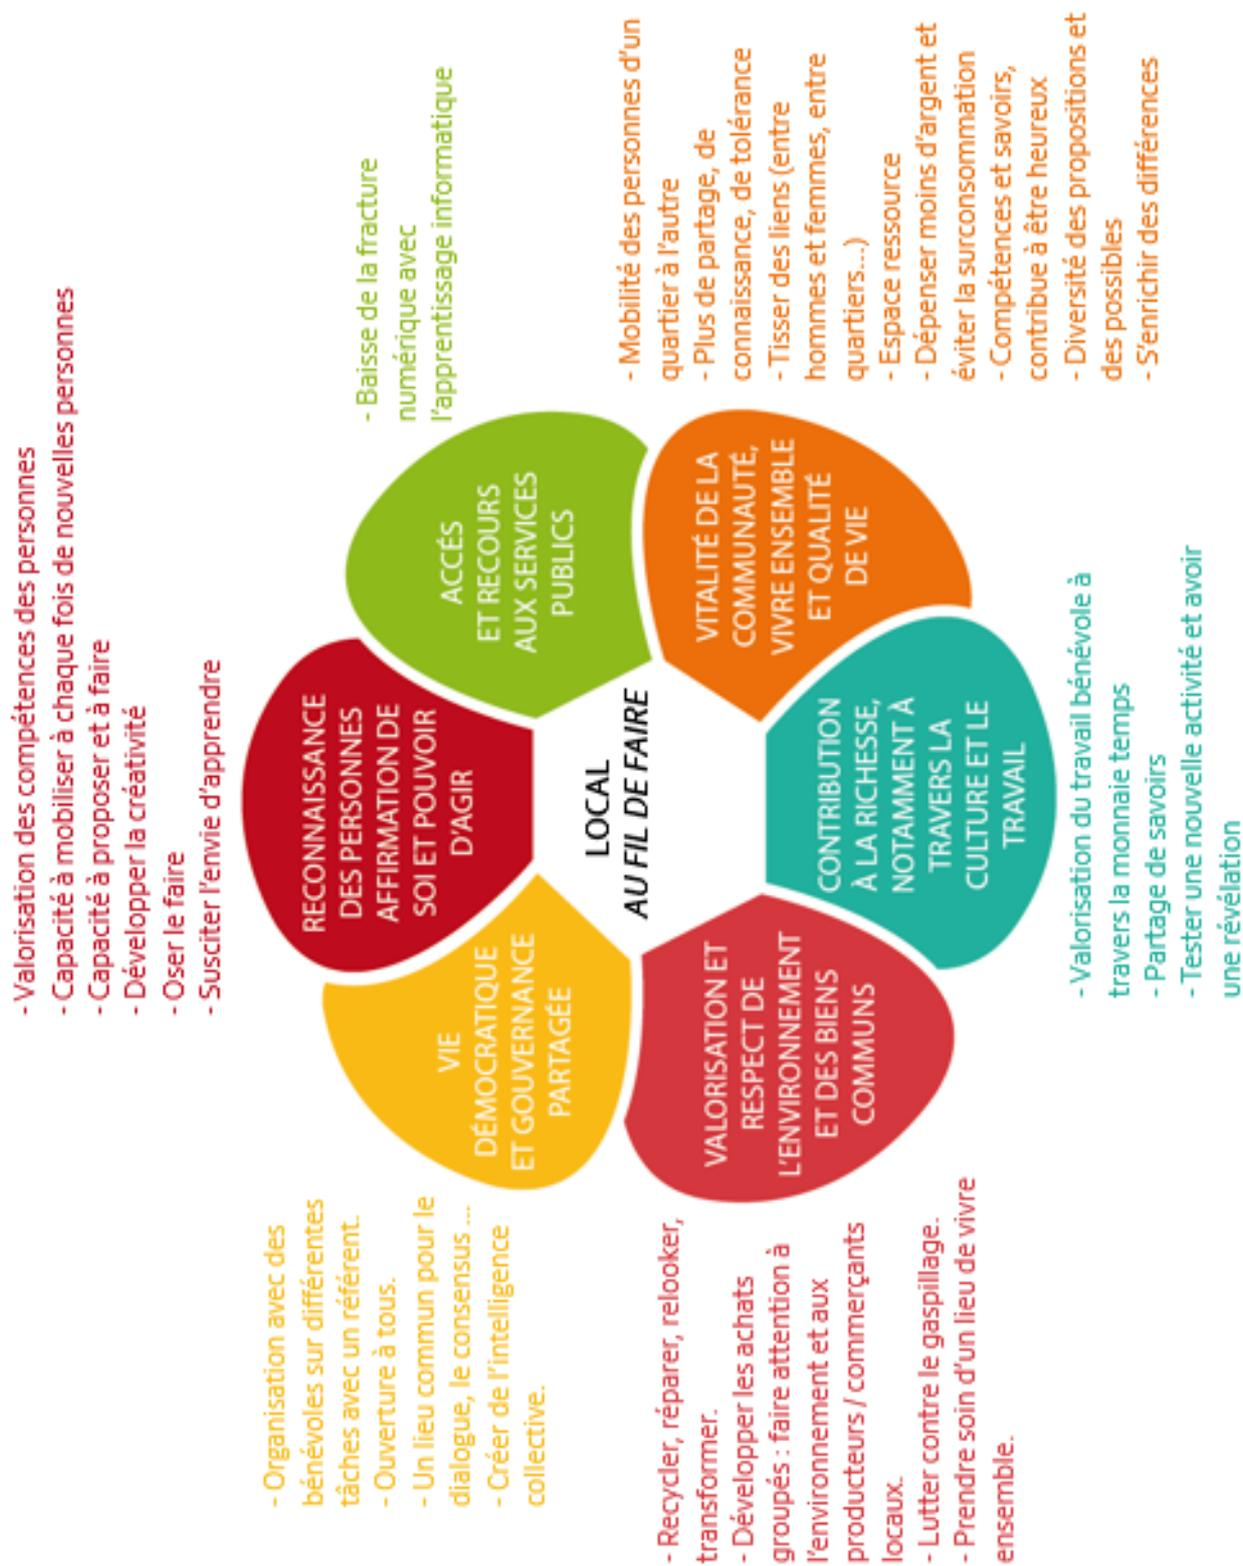 - Valorisation des compétences des personnes
- Capacité à mobiliser à chaque fois de nouvelles personnes
- Capacité à proposer et à faire
- Développer la créativité
- Oser le faire
- Susciter l'envie d'apprendre
RECONNAISSANCE
DES PERSONNES
AFFIRMATION DE
SOI ET POUVOIR
D'AGIR
- Baisse de la fracture
numérique avec
l'apprentissage informatique
ACCÉS
ET RECOURS
AUX SERVICES
PUBLICS
- Mobilité des personnes d'un
quartier à l'autre
- Plus de partage, de
connaissance, de tolérance
- Tisser des liens (entre
hommes et femmes, entre
quartiers...)
- Espace ressource
- Dépenser moins d'argent et
éviter la surconsommation
- Compétences et savoirs,
contribue à être heureux
- Diversité des propositions et
des possibles
- S'enrichir des différences
VITALITÉ DE LA
COMMUNAUTÉ,
VIVRE ENSEMBLE
ET QUALITÉ
DE VIE
CONTRIBUTION
À LA RICHESSE,
NOTAMMENT À
TRAVERS LA
CULTURE ET LE
TRAVAIL
- Valorisation du travail bénévole à
travers la monnaie temps
- Partage de savoirs
- Tester une nouvelle activité et avoir
une révélation
VALORISATION ET
RESPECT DE
L'ENVIRONNEMENT
ET DES BIENS
COMMUNS
- Recycler, réparer, relooker,
transformer.
- Développer les achats
groupés : faire attention à
l'environnement et aux
producteurs / commerçants
locaux.
- Lutter contre le gaspillage.
- Prendre soin d'un lieu de vivre
ensemble.
VIE
DÉMOCRATIQUE
ET GOUVERNANCE
PARTAGÉE
- Organisation avec des
bénévoles sur différentes
tâches avec un référent.
- Ouverture à tous.
- Un lieu commun pour le
dialogue, le consensus ...
- Créer de l'intelligence
collective.
LOCAL
AU FIL DE FAIRE